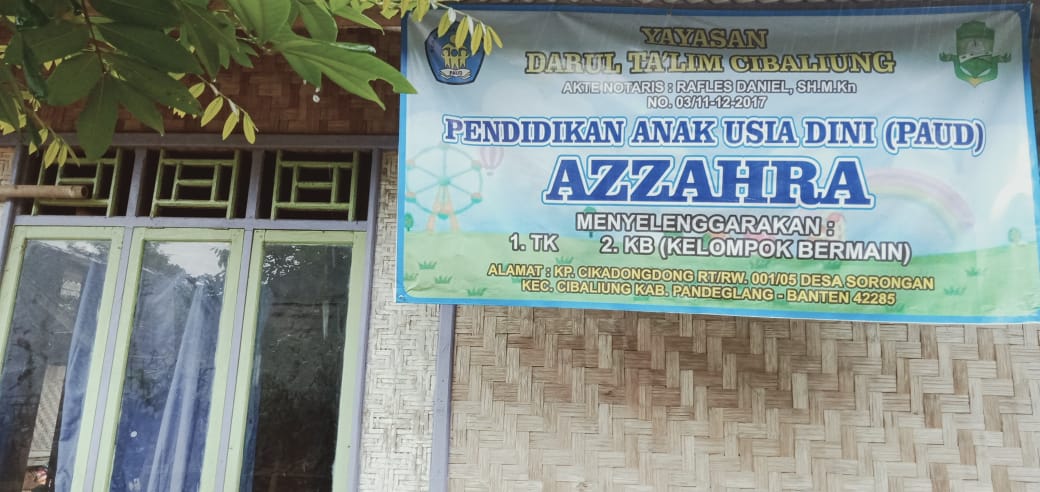 YAYASAN
DARUL TA'LIM CIBALIUNG
AKTE NOTARIS : RAFLES DANIEL, SH.M.Kn
NO. 03/11-12-2017
PENDIDIKAN ANAK USIA DINI (PAUD)
AZZAHRA
MENYELENGGARAKAN :
1. TK 2. KB (KELOMPOK BERMAIN)
ALAMAT : KP. CIKADONGDONG RT/RW. 001/05 DESA SORONGAN
KEC. CIBALIUNG KAB. PANDEGLANG - BANTEN 42285
PAUD